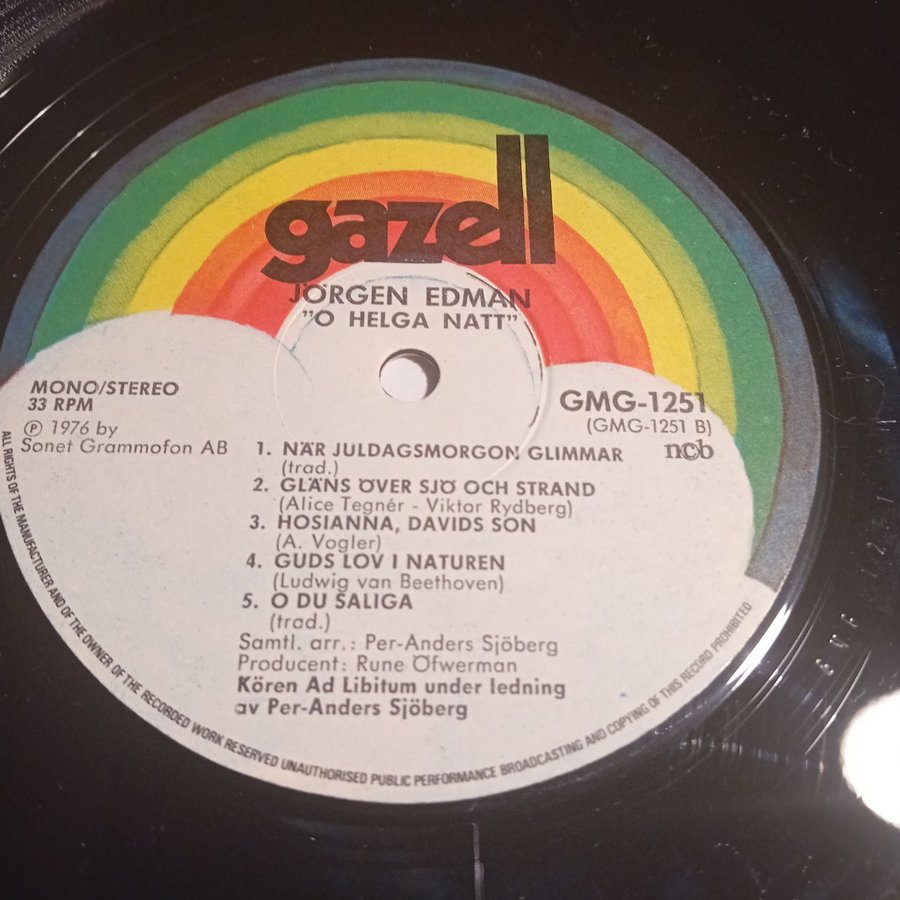 gazell
JÖRGEN EDMAN
"O HELGA NATT"
MONO/STEREO
33 RPM
Ⓟ 1976 by
Sonet Grammofon AB
GMG-1251
(GMG-1251 B)
ncb
1. NÄR JULDAGSMORGON GLIMMAR
(trad.)
2. GLÄNS ÖVER SJÖ OCH STRAND
(Alice Tegnér - Viktor Rydberg)
3. HOSIANNA, DAVIDS SON
(A. Vogler)
4. GUDS LOV I NATUREN
(Ludwig van Beethoven)
5. O DU SALIGA
(trad.)
Samtl. arr.: Per-Anders Sjöberg
Producent: Rune Öfwerman
Kören Ad Libitum under ledning
av Per-Anders Sjöberg
ALL RIGHTS OF THE MANUFACTURER AND OF THE OWNER OF THE RECORDED WORK RESERVED UNAUTHORISED PUBLIC PERFORMANCE BROADCASTING AND COPYING OF THIS RECORD PROHIBITED